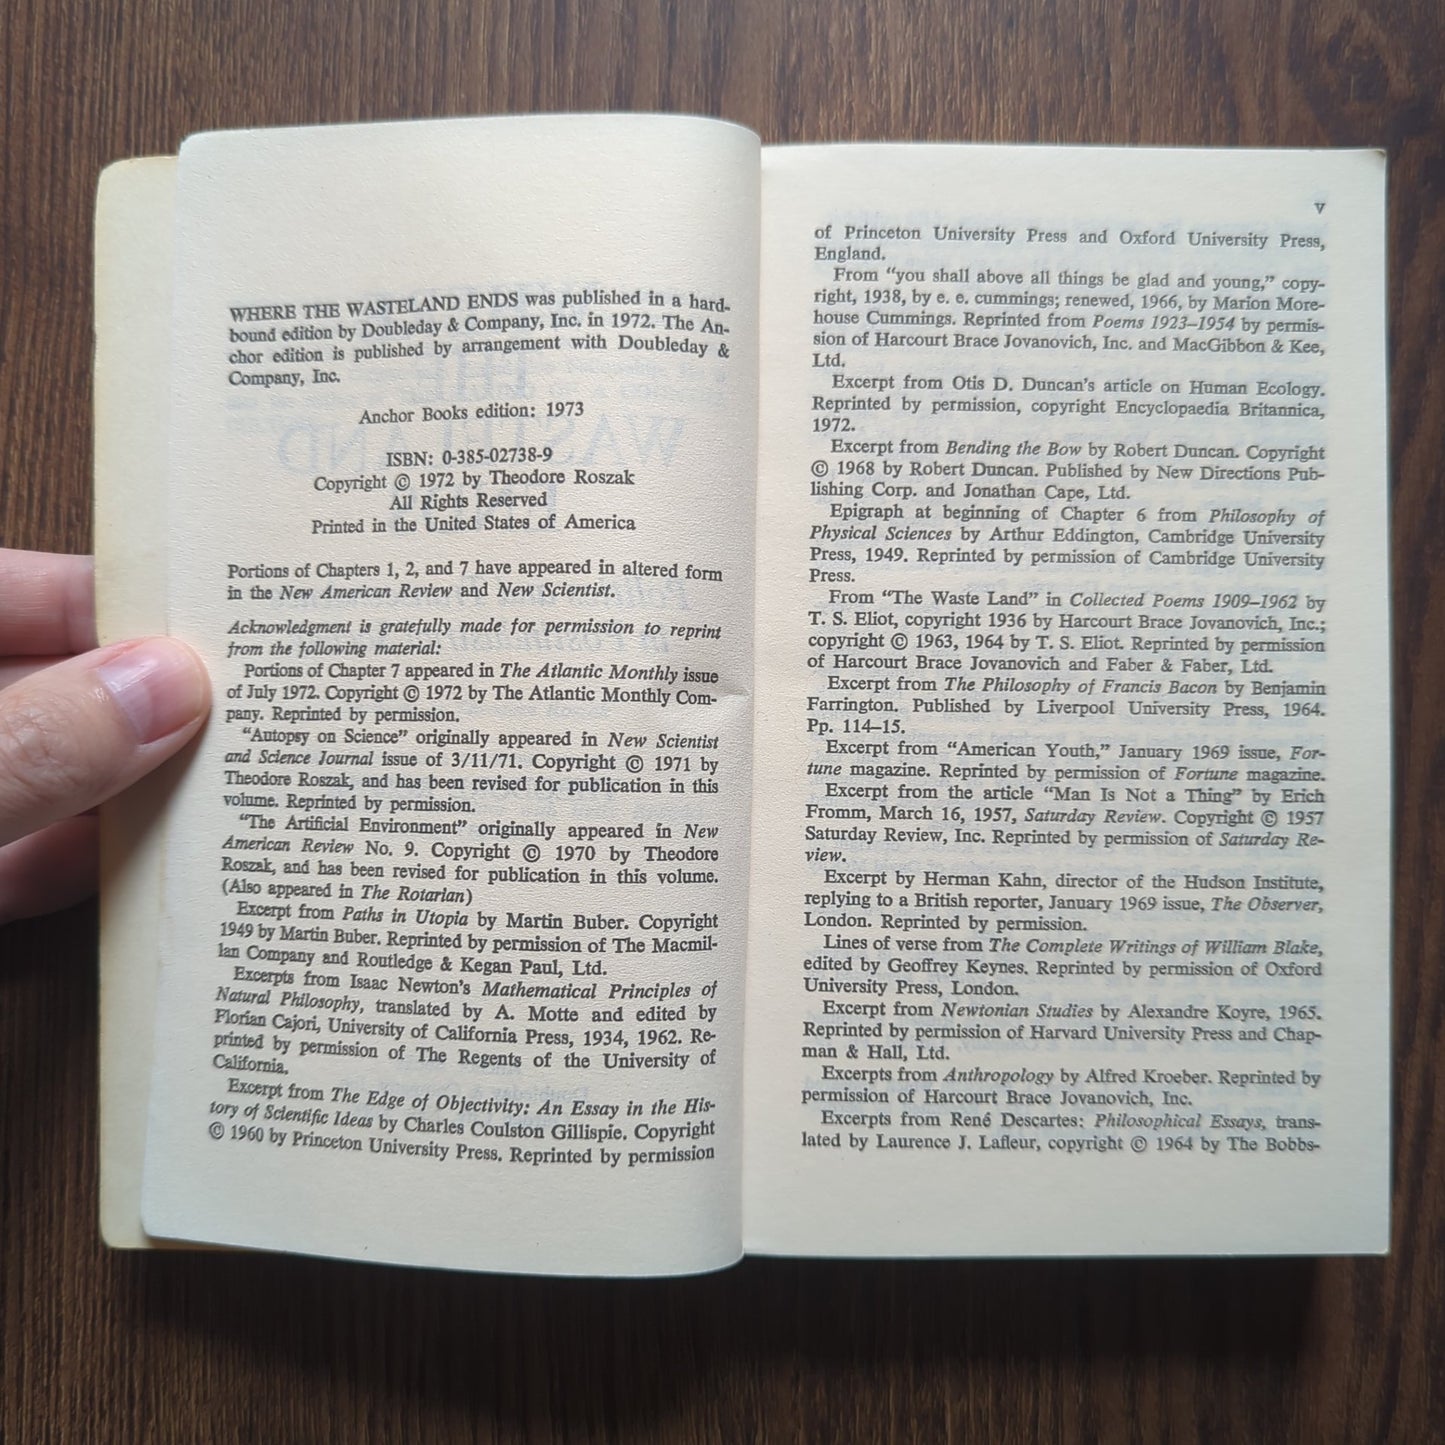 WHERE THE WASTELAND ENDS was published in a hard-
bound edition by Doubleday & Company, Inc. in 1972. The An-
chor edition is published by arrangement with Doubleday &
Company, Inc.
Anchor Books edition: 1973
ISBN: 0-385-02738-9
Copyright © 1972 by Theodore Roszak
All Rights Reserved
Printed in the United States of America
Portions of Chapters 1, 2, and 7 have appeared in altered form
in the New American Review and New Scientist.
Acknowledgment is gratefully made for permission to reprint
from the following material:
Portions of Chapter 7 appeared in The Atlantic Monthly issue
of July 1972. Copyright © 1972 by The Atlantic Monthly Com-
pany. Reprinted by permission.
“Autopsy on Science” originally appeared in New Scientist
and Science Journal issue of 3/11/71. Copyright © 1971 by
Theodore Roszak, and has been revised for publication in this
volume. Reprinted by permission.
“The Artificial Environment” originally appeared in New
American Review No. 9. Copyright © 1970 by Theodore
Roszak, and has been revised for publication in this volume.
(Also appeared in The Rotarian)
Excerpt from Paths in Utopia by Martin Buber. Copyright
1949 by Martin Buber. Reprinted by permission of The Macmil-
lan Company and Routledge & Kegan Paul, Ltd.
Excerpts from Isaac Newton’s Mathematical Principles of
Natural Philosophy, translated by A. Motte and edited by
Florian Cajori, University of California Press, 1934, 1962. Re-
printed by permission of The Regents of the University of
California.
Excerpt from The Edge of Objectivity: An Essay in the His-
tory of Scientific Ideas by Charles Coulston Gillispie. Copyright
© 1960 by Princeton University Press. Reprinted by permission
v
of Princeton University Press and Oxford University Press,
England.
From “you shall above all things be glad and young,” copy-
right, 1938, by e. e. cummings; renewed, 1966, by Marion More-
house Cummings. Reprinted from Poems 1923–1954 by permis-
sion of Harcourt Brace Jovanovich, Inc. and MacGibbon & Kee,
Ltd.
Excerpt from Otis D. Duncan’s article on Human Ecology.
Reprinted by permission, copyright Encyclopaedia Britannica,
1972.
Excerpt from Bending the Bow by Robert Duncan. Copyright
© 1968 by Robert Duncan. Published by New Directions Pub-
lishing Corp. and Jonathan Cape, Ltd.
Epigraph at beginning of Chapter 6 from Philosophy of
Physical Sciences by Arthur Eddington, Cambridge University
Press, 1949. Reprinted by permission of Cambridge University
Press.
From “The Waste Land” in Collected Poems 1909–1962 by
T. S. Eliot, copyright 1936 by Harcourt Brace Jovanovich, Inc.;
copyright © 1963, 1964 by T. S. Eliot. Reprinted by permission
of Harcourt Brace Jovanovich and Faber & Faber, Ltd.
Excerpt from The Philosophy of Francis Bacon by Benjamin
Farrington. Published by Liverpool University Press, 1964.
Pp. 114–15.
Excerpt from “American Youth,” January 1969 issue, For-
tune magazine. Reprinted by permission of Fortune magazine.
Excerpt from the article “Man Is Not a Thing” by Erich
Fromm, March 16, 1957, Saturday Review. Copyright © 1957
Saturday Review, Inc. Reprinted by permission of Saturday Re-
view.
Excerpt by Herman Kahn, director of the Hudson Institute,
replying to a British reporter, January 1969 issue, The Observer,
London. Reprinted by permission.
Lines of verse from The Complete Writings of William Blake,
edited by Geoffrey Keynes. Reprinted by permission of Oxford
University Press, London.
Excerpt from Newtonian Studies by Alexandre Koyre, 1965.
Reprinted by permission of Harvard University Press and Chap-
man & Hall, Ltd.
Excerpts from Anthropology by Alfred Kroeber. Reprinted by
permission of Harcourt Brace Jovanovich, Inc.
Excerpts from René Descartes: Philosophical Essays, trans-
lated by Laurence J. Lafleur, copyright © 1964 by The Bobbs-